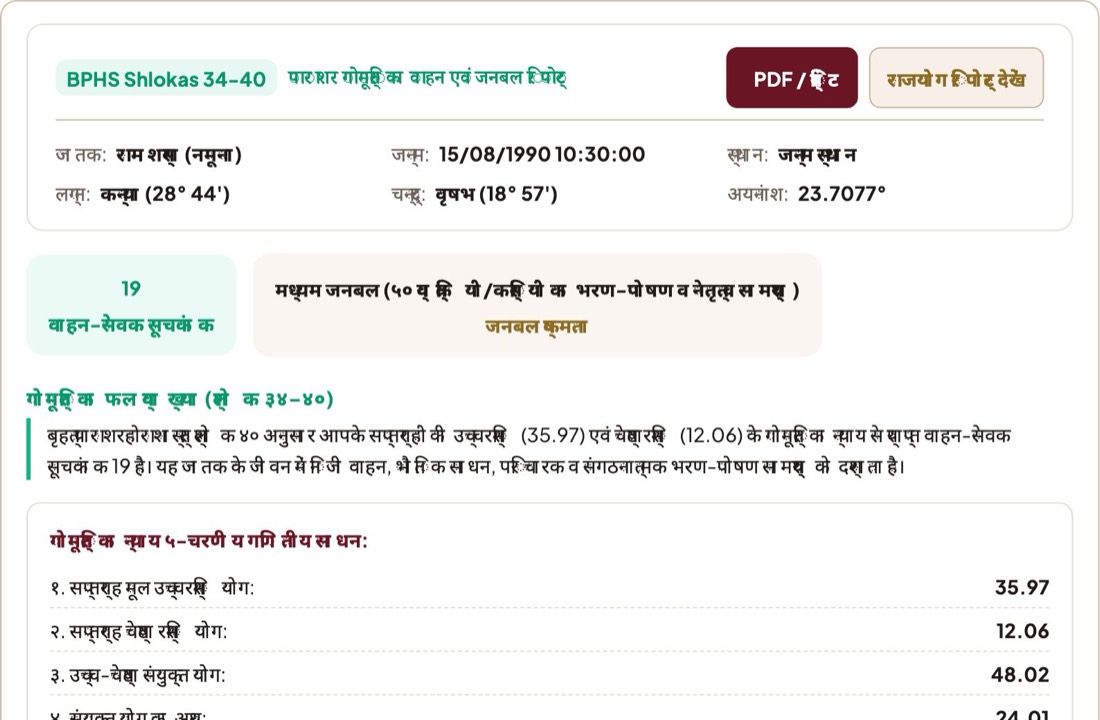 BPHS Shlokas 34-40 पाराशर गोमूत्रिका वाहन एवं जनबल रिपोर्ट PDF / प्रिंट राजयोग रिपोर्ट देखें
जातक: राम शर्मा (नमूना) जन्म: 15/08/1990 10:30:00 स्थान: जन्म स्थान
लग्न: कन्या (28° 44') चन्द्र: वृषभ (18° 57') अयनांश: 23.7077°
19
वाहन-सेवक सूचकांक
मध्यम जनबल (५० व्यक्तियों/कर्मियों का भरण-पोषण व नेतृत्व सामर्थ्य)
जनबल क्षमता
गोमूत्रिका फल व्याख्या (श्लोक ३४-४०)
बृहत्पाराशरहोराशास्त्र श्लोक ४० अनुसार आपके सप्तग्रहों की उच्चरश्मि (35.97) एवं चेष्टारश्मि (12.06) के गोमूत्रिका न्याय से प्राप्त वाहन-सेवक
सूचकांक 19 है। यह जातक के जीवन में निजी वाहन, भौतिक साधन, परिचारक व संगठनात्मक भरण-पोषण सामर्थ्य को दर्शाता है।
गोमूत्रिका न्याय ५-चरणीय गणितीय साधन:
१. सप्तग्रह मूल उच्चरश्मि योग: 35.97
२. सप्तग्रह चेष्टा रश्मि योग: 12.06
३. उच्च-चेष्टा संयुक्त योग: 48.02
४. संयुक्त योग का अर्ध: 24.01